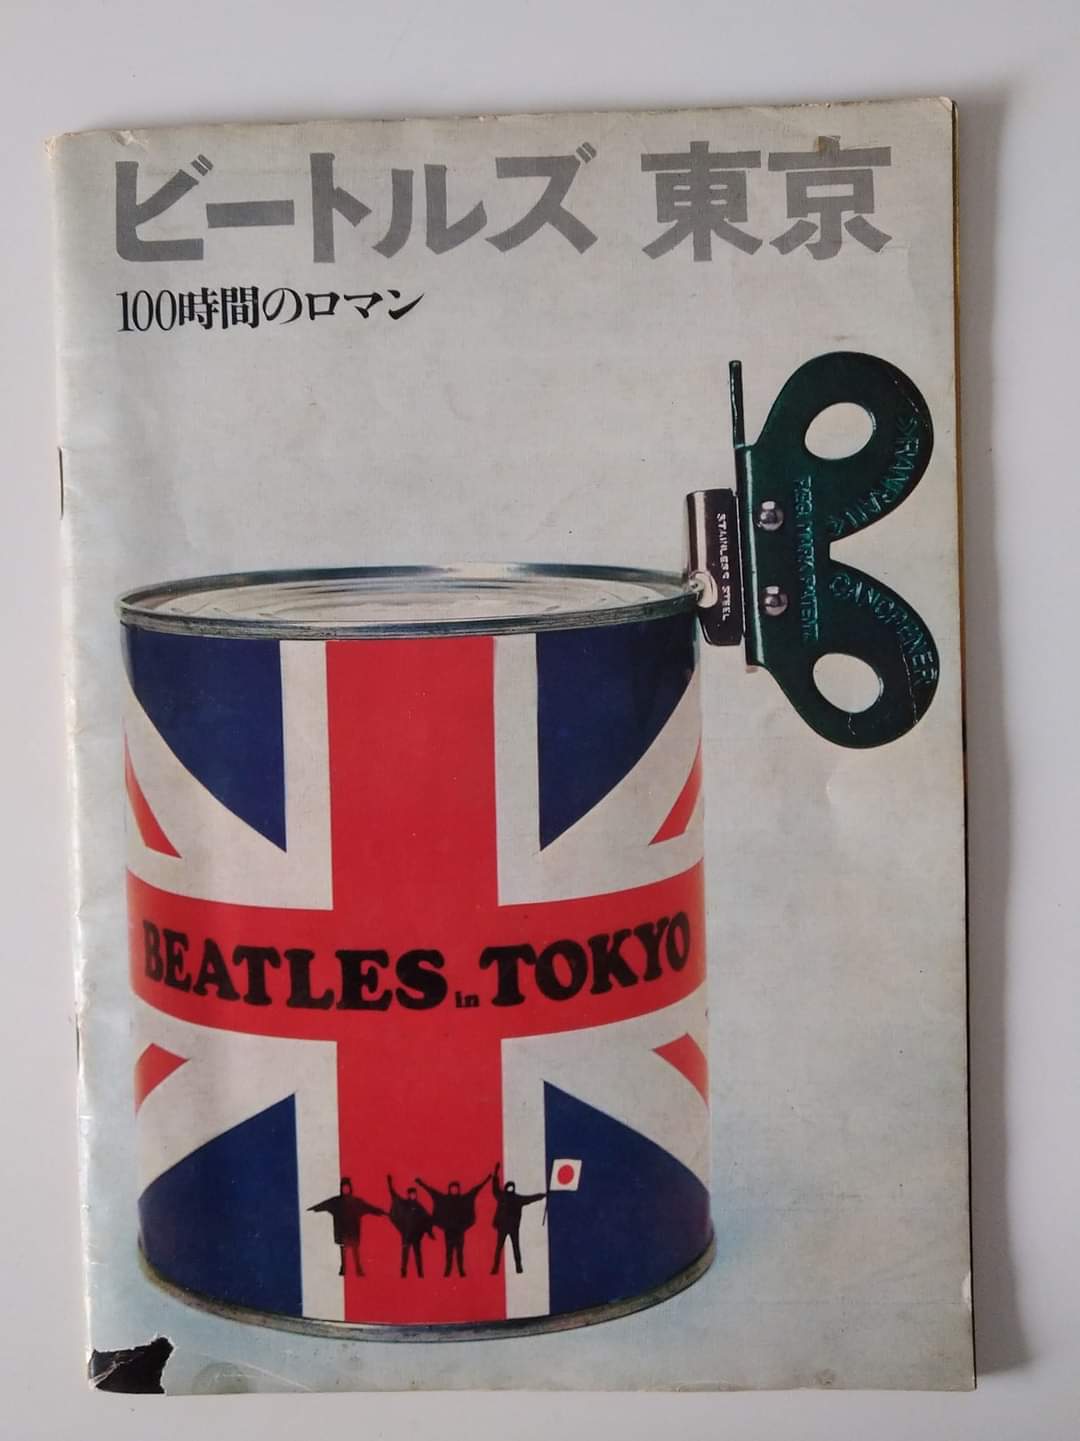 ビートルズ 東京
100時間のロマン
STAINLESS STEEL
CANOPENER
BEATLES in TOKYO